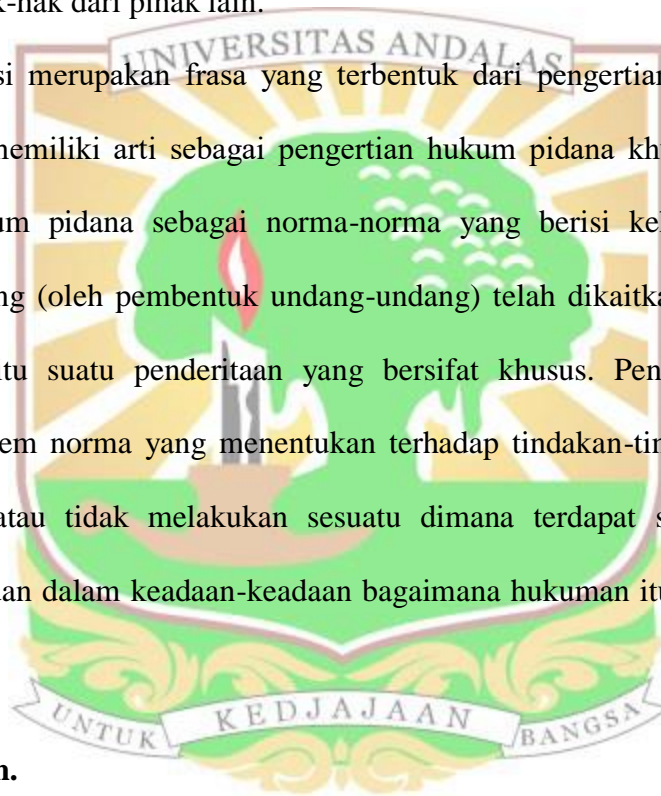 k-hak dari pihak lain.
UNIVERSITAS ANDALAS
si merupakan frasa yang terbentuk dari pengertian
memiliki arti sebagai pengertian hukum pidana kh
um pidana sebagai norma-norma yang berisi ke
ng (oleh pembentuk undang-undang) telah dikaitka
itu suatu penderitaan yang bersifat khusus. Pen
em norma yang menentukan terhadap tindakan-tin
atau tidak melakukan sesuatu dimana terdapat s
dan dalam keadaan-keadaan bagaimana hukuman itu
UNTUK KEDJAJAAN BANGSA
n.